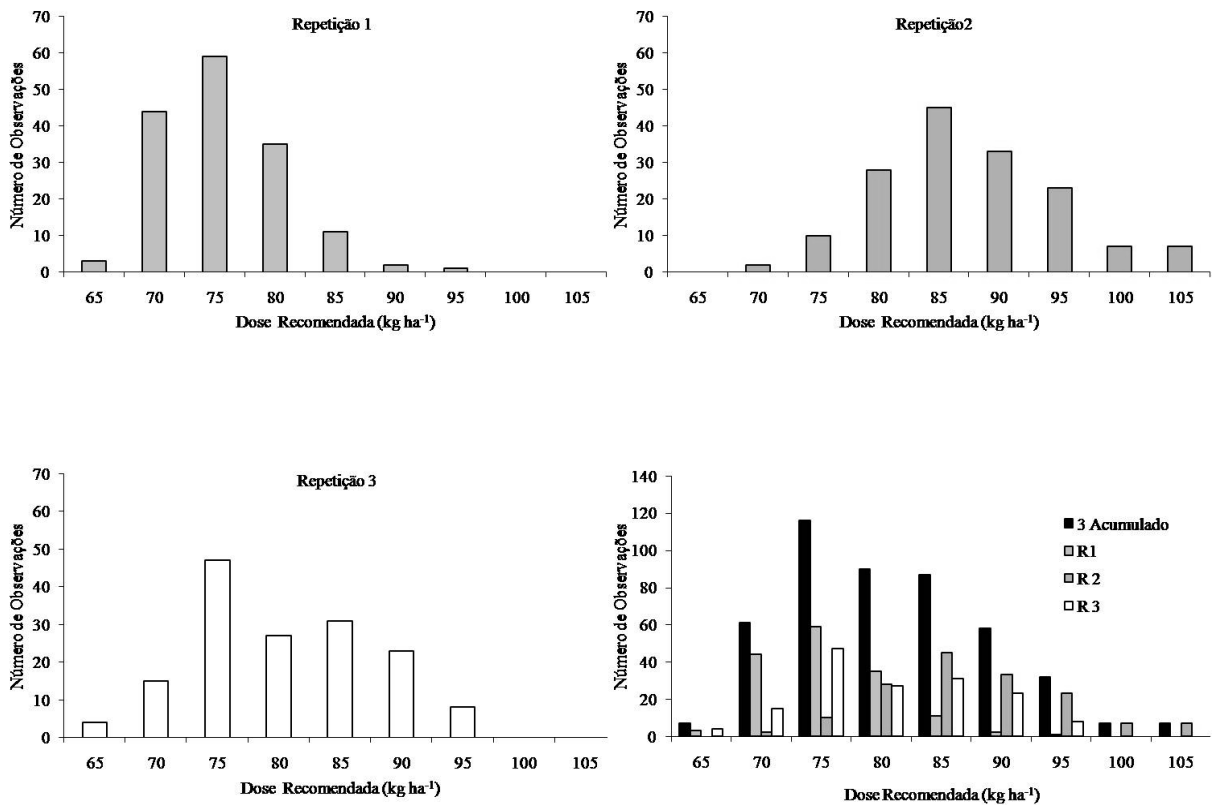 Repetição 1
Número de Observações
70
60
50
40
30
20
10
0
65 70 75 80 85 90 95 100 105
Dose Recomendada (kg ha-1)
Repetição2
Número de Observações
70
60
50
40
30
20
10
0
65 70 75 80 85 90 95 100 105
Dose Recomendada (kg ha-1)
Repetição 3
Número de Observações
70
60
50
40
30
20
10
0
65 70 75 80 85 90 95 100 105
Dose Recomendada (kg ha-1)
Número de Observações
140
120
100
80
60
40
20
0
3 Acumulado
R1
R 2
R 3
65 70 75 80 85 90 95 100 105
Dose Recomendada (kg ha-1)